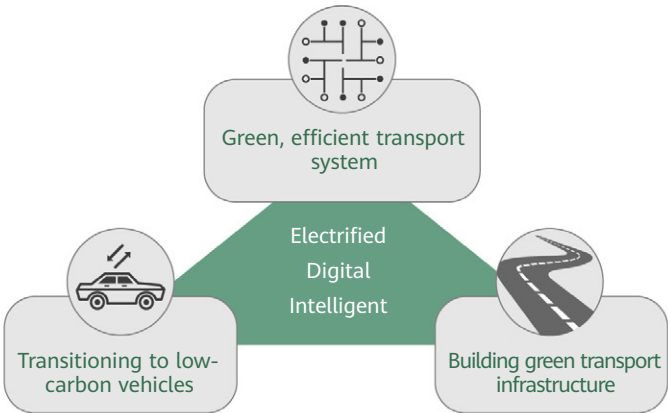 Green, efficient transport
system
Electrified
Digital
Intelligent
Transitioning to low-
carbon vehicles
Building green transport
infrastructure